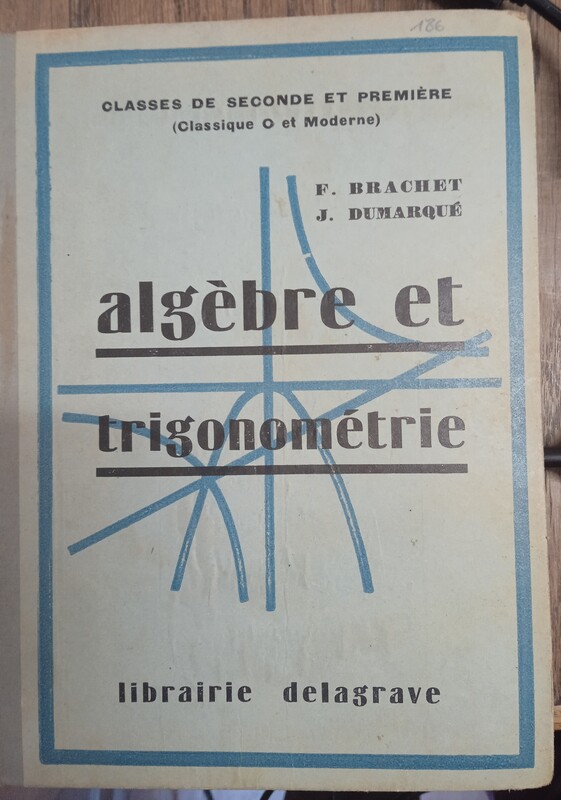 186
CLASSES DE SECONDE ET PREMIÈRE
(Classique O et Moderne)
F. BRACHET
J. DUMARQUÉ
algèbre et
trigonométrie
librairie delagrave